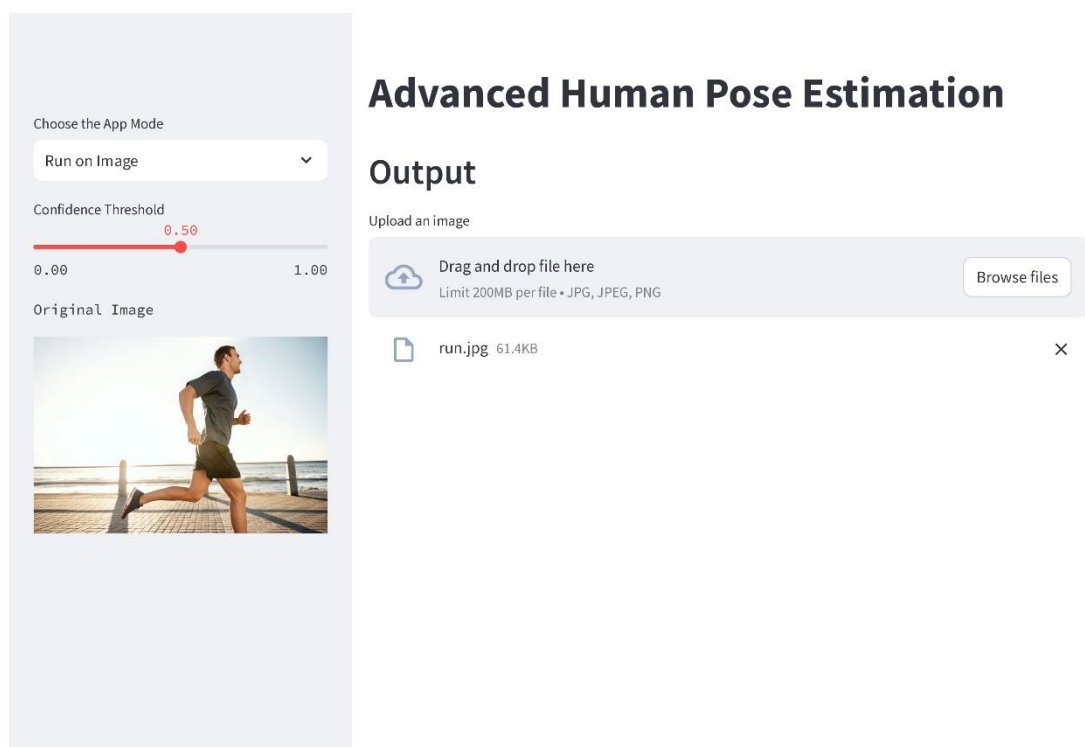 Choose the App Mode
Run on Image
Confidence Threshold
0.50
0.00 1.00
Original Image
Advanced Human Pose Estimation
Output
Upload an image
Drag and drop file here
Limit 200MB per file • JPG, JPEG, PNG
Browse files
run.jpg 61.4KB